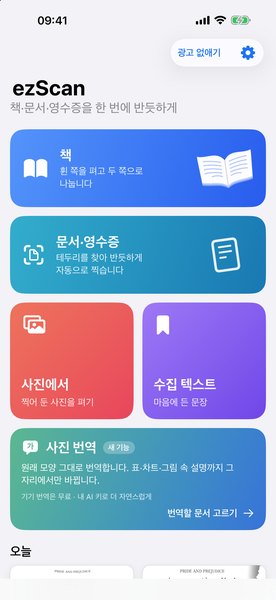 09:41
광고 없애기
ezScan
책·문서·영수증을 한 번에 반듯하게
책
휜 쪽을 펴고 두 쪽으로
나눕니다
문서·영수증
테두리를 찾아 반듯하게
자동으로 찍습니다
사진에서
찍어 둔 사진을 펴기
수집 텍스트
마음에 든 문장
가
사진 번역 새 기능
원래 모양 그대로 번역합니다. 표·차트·그림 속 설명까지 그
자리에서만 바뀝니다.
기기 번역은 무료 · 내 AI 키로 더 자연스럽게
번역할 문서 고르기
오늘
PRIDE AND PREJUDICE
PRIDE AND PREJUDICE